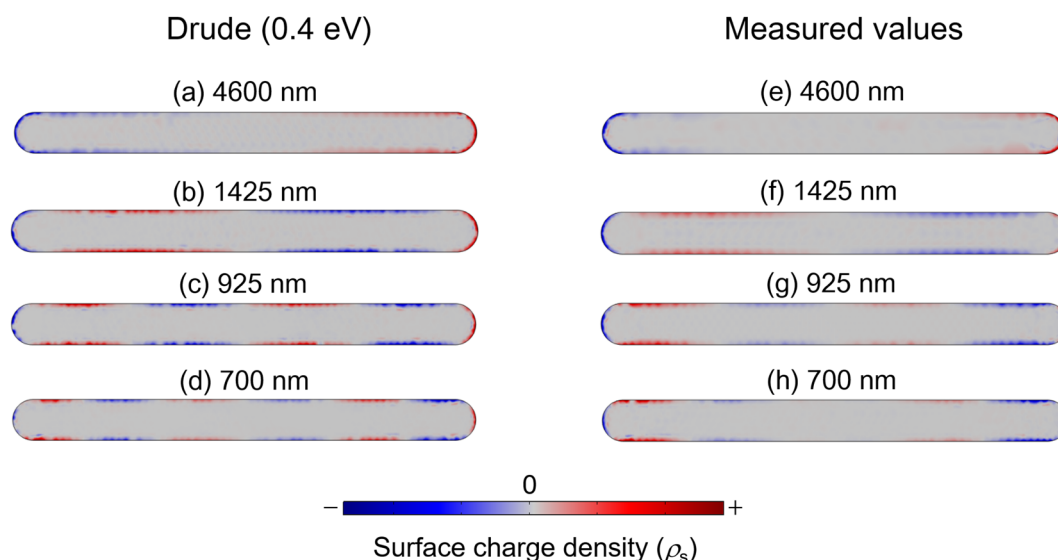 Drude (0.4 eV)
Measured values
(a) 4600 nm
(e) 4600 nm
(b) 1425 nm
(f) 1425 nm
(c) 925 nm
(g) 925 nm
(d) 700 nm
(h) 700 nm
0
− +
Surface charge density (ρs)